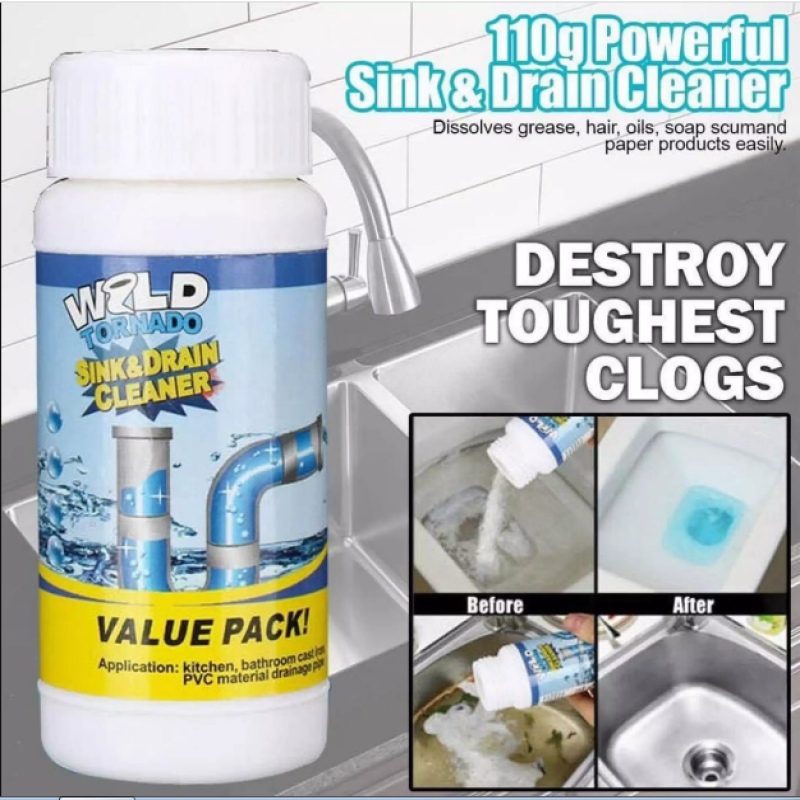 110g Powerful
Sink & Drain Cleaner
Dissolves grease, hair, oils, soap scumand
paper products easily.
WILD
TORNADO
SINK&DRAIN
CLEANER
VALUE PACK!
Application: kitchen, bathroom cast iron,
PVC material drainage pipe
DESTROY
TOUGHEST
CLOGS
Before
After